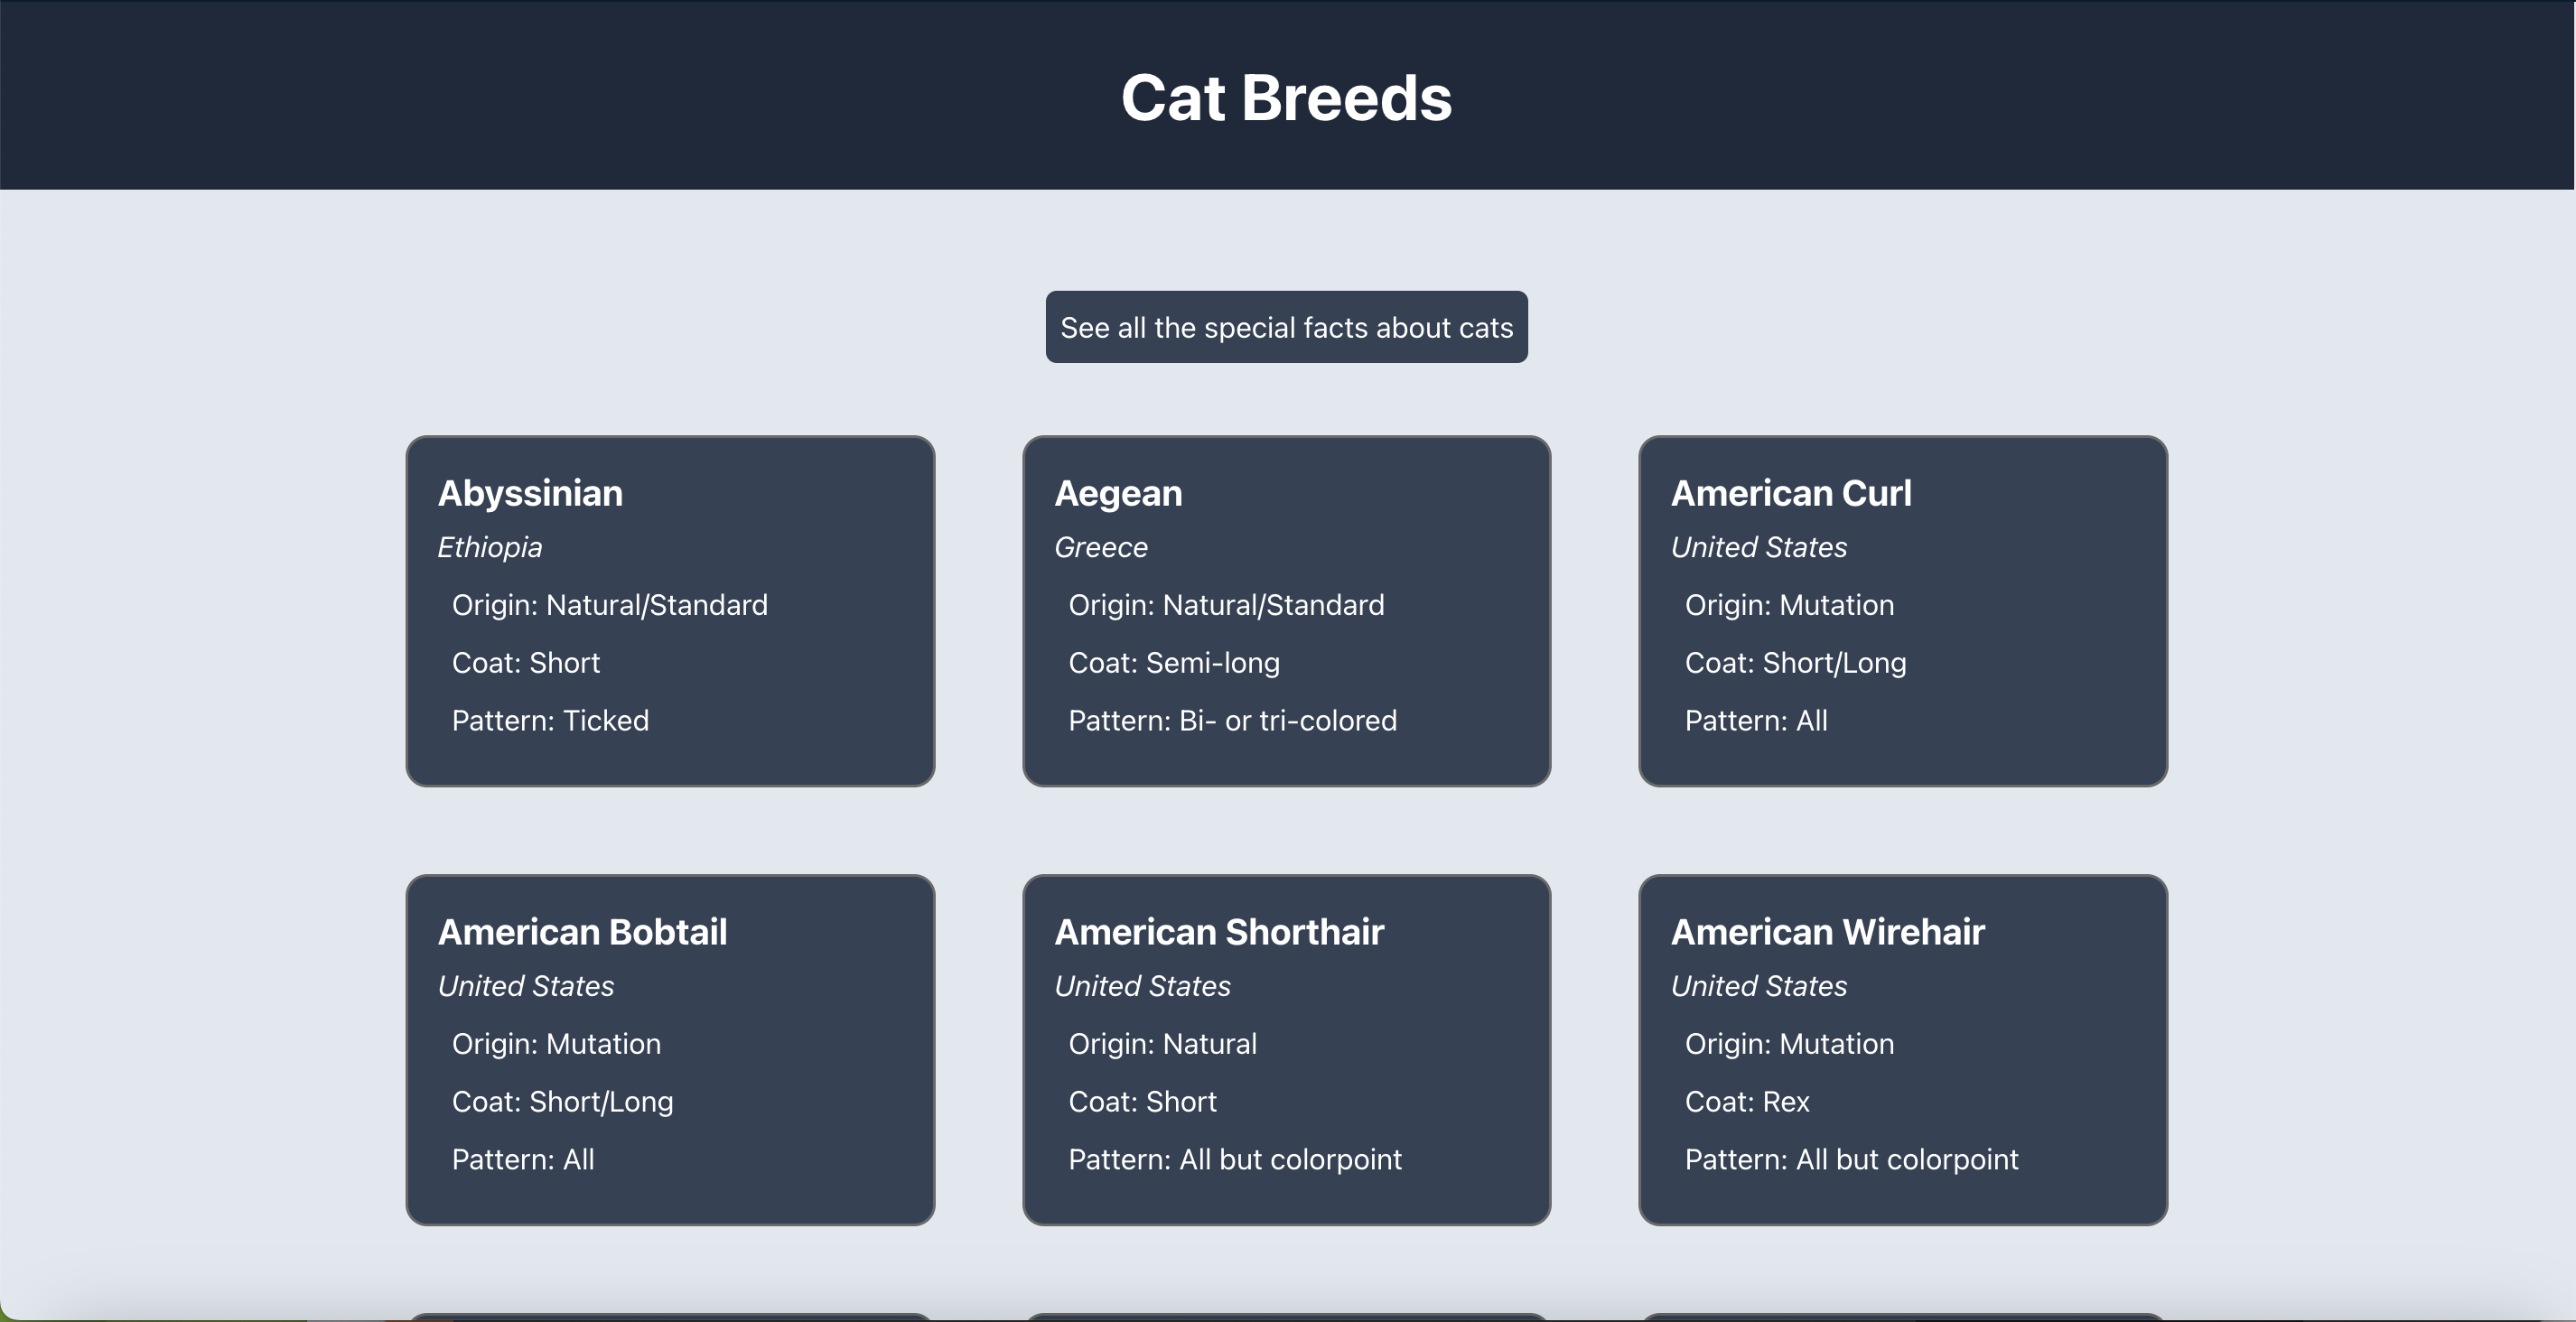 Cat Breeds
See all the special facts about cats
Abyssinian
Ethiopia
Origin: Natural/Standard
Coat: Short
Pattern: Ticked
Aegean
Greece
Origin: Natural/Standard
Coat: Semi-long
Pattern: Bi- or tri-colored
American Curl
United States
Origin: Mutation
Coat: Short/Long
Pattern: All
American Bobtail
United States
Origin: Mutation
Coat: Short/Long
Pattern: All
American Shorthair
United States
Origin: Natural
Coat: Short
Pattern: All but colorpoint
American Wirehair
United States
Origin: Mutation
Coat: Rex
Pattern: All but colorpoint